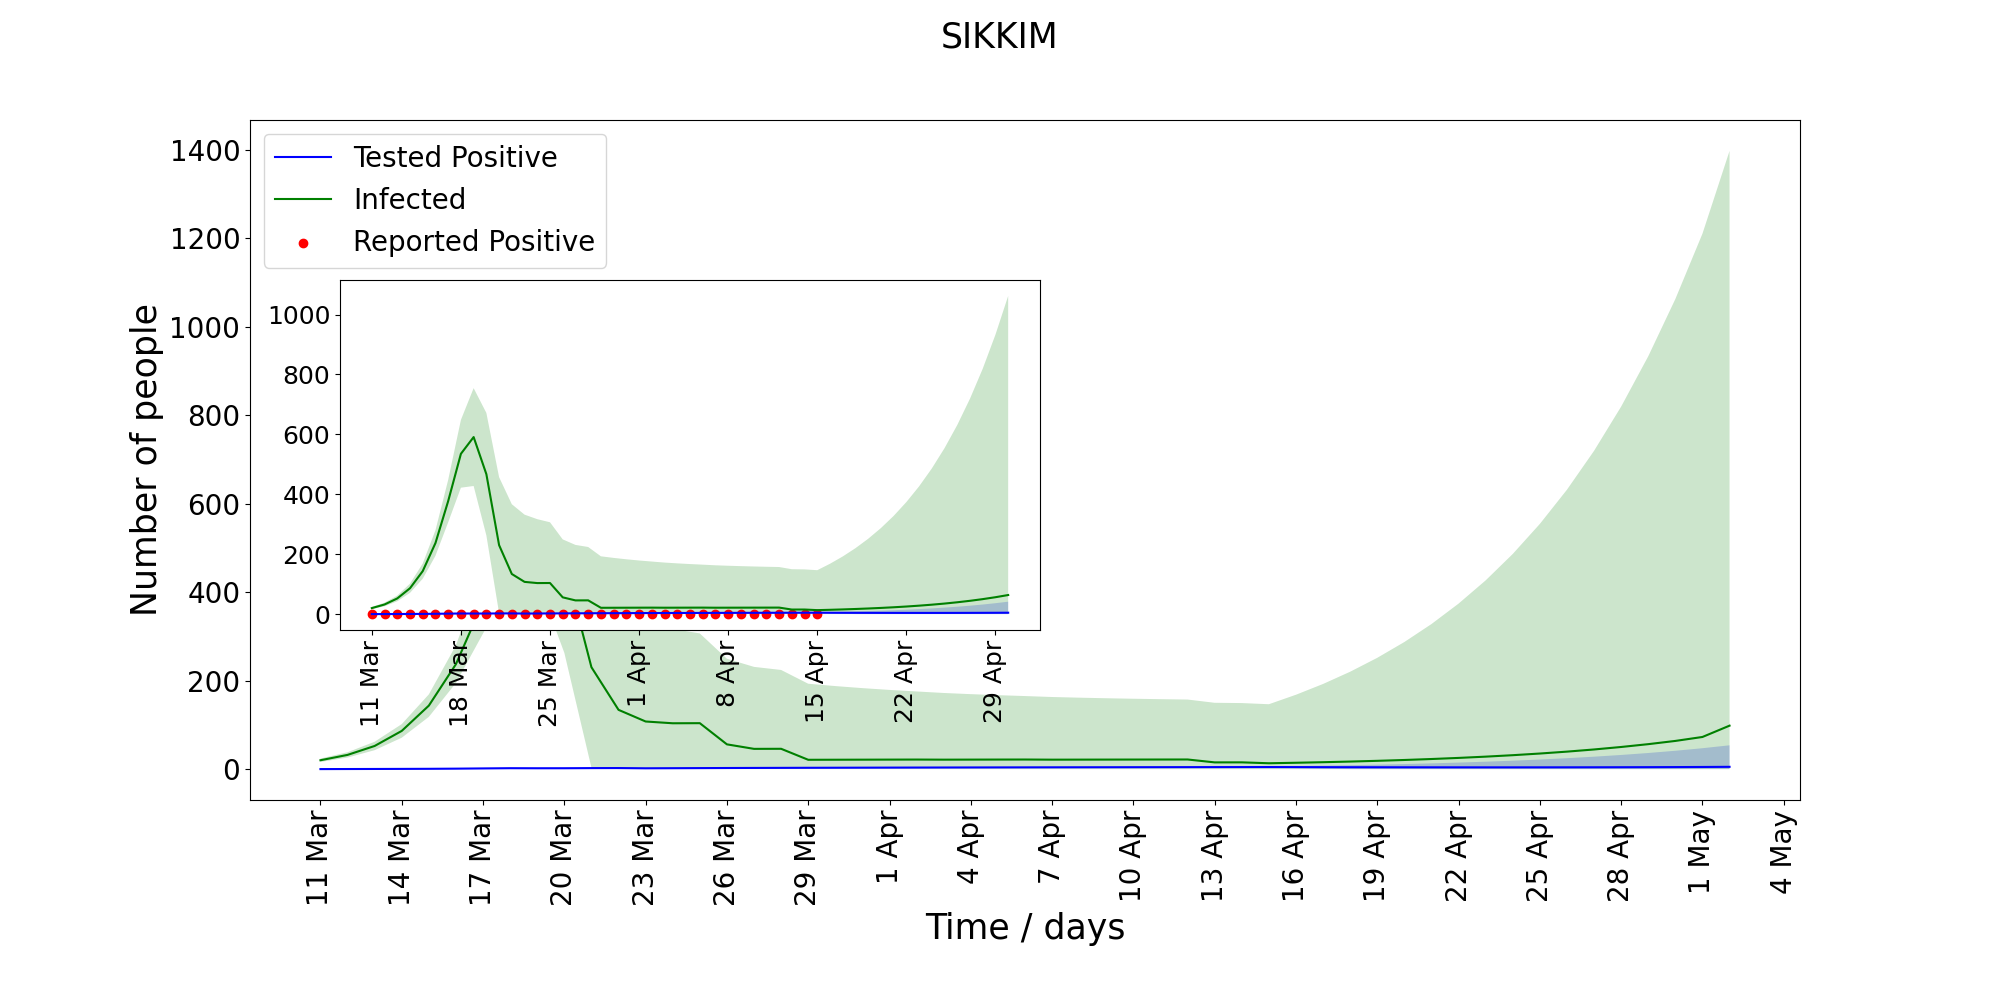 SIKKIM
Tested Positive
Infected
Reported Positive
Number of people
1400
1200
1000
800
600
400
200
0
1000
800
600
400
200
0
11 Mar
18 Mar
25 Mar
1 Apr
8 Apr
15 Apr
22 Apr
29 Apr
11 Mar
14 Mar
17 Mar
20 Mar
23 Mar
26 Mar
29 Mar
1 Apr
4 Apr
7 Apr
10 Apr
13 Apr
16 Apr
19 Apr
22 Apr
25 Apr
28 Apr
1 May
4 May
Time / days